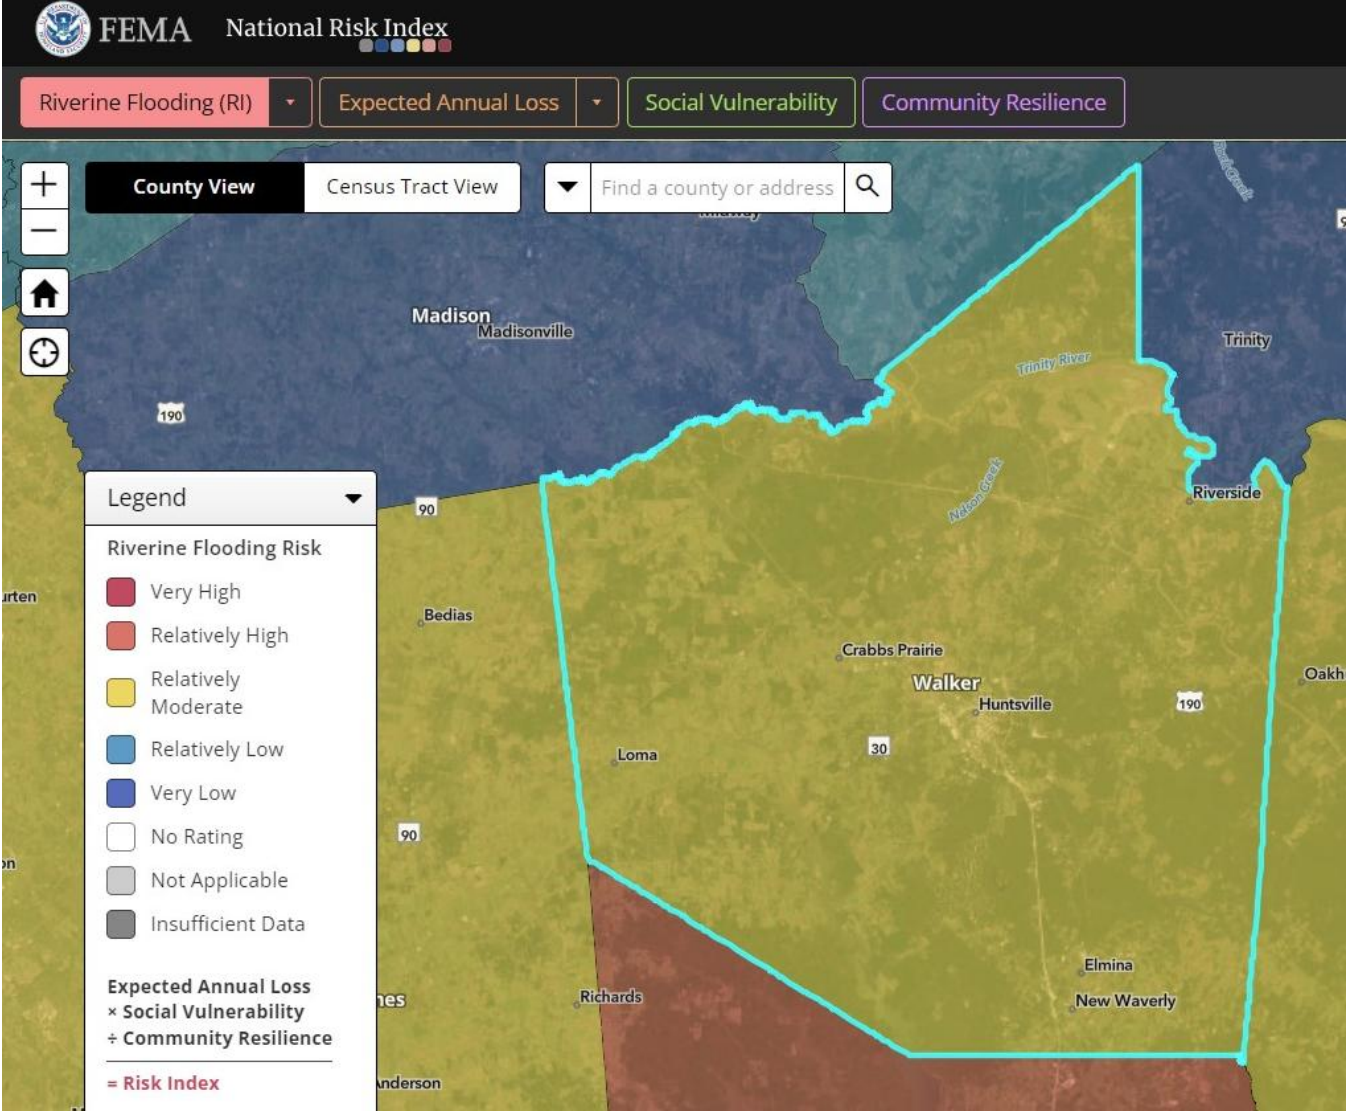 FEMA National Risk Index
Riverine Flooding (RI)
Expected Annual Loss
Social Vulnerability
Community Resilience
County View
Census Tract View
Find a county or address
Madison
Madisonville
190
Trinity River
Trinity
90
Nelson Creek
Riverside
Bedias
Crabbs Prairie
Walker
Huntsville
190
30
Loma
90
Richards
Elmina
New Waverly
Legend
Riverine Flooding Risk
Very High
Relatively High
Relatively
Moderate
Relatively Low
Very Low
No Rating
Not Applicable
Insufficient Data
Expected Annual Loss
× Social Vulnerability
÷ Community Resilience
= Risk Index